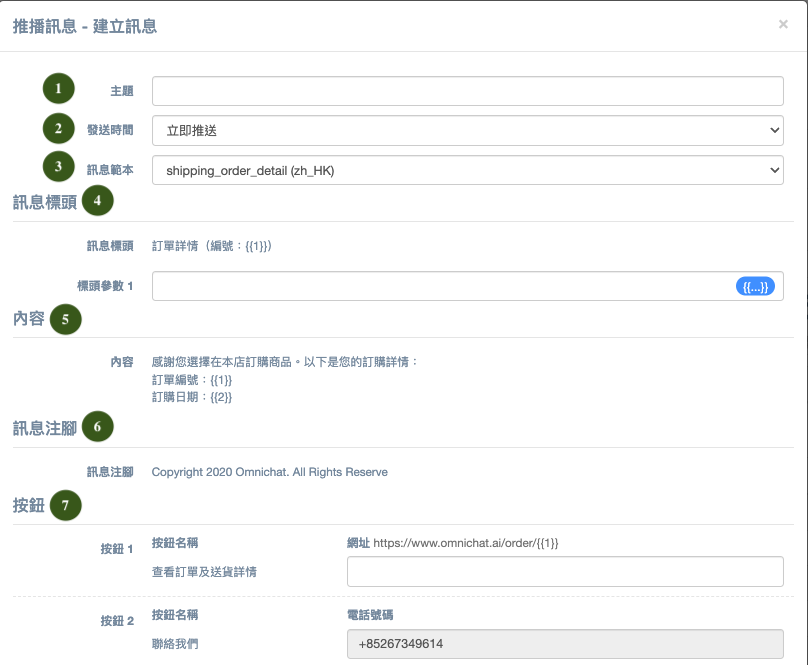 推播訊息 - 建立訊息 ×
1 主題
2 發送時間 立即推送
3 訊息範本 shipping_order_detail (zh_HK)
訊息標頭 4
訊息標頭 訂單詳情（編號：{{1}}）
標頭參數 1 {{...}}
內容 5
內容 感謝您選擇在本店訂購商品。以下是您的訂購詳情：
訂單編號：{{1}}
訂購日期：{{2}}
訊息注腳 6
訊息注腳 Copyright 2020 Omnichat. All Rights Reserve
按鈕 7
按鈕 1 按鈕名稱 網址 https://www.omnichat.ai/order/{{1}}
查看訂單及送貨詳情
按鈕 2 按鈕名稱 電話號碼
聯絡我們 +85267349614